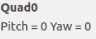 Quad0
Pitch = 0 Yaw = 0